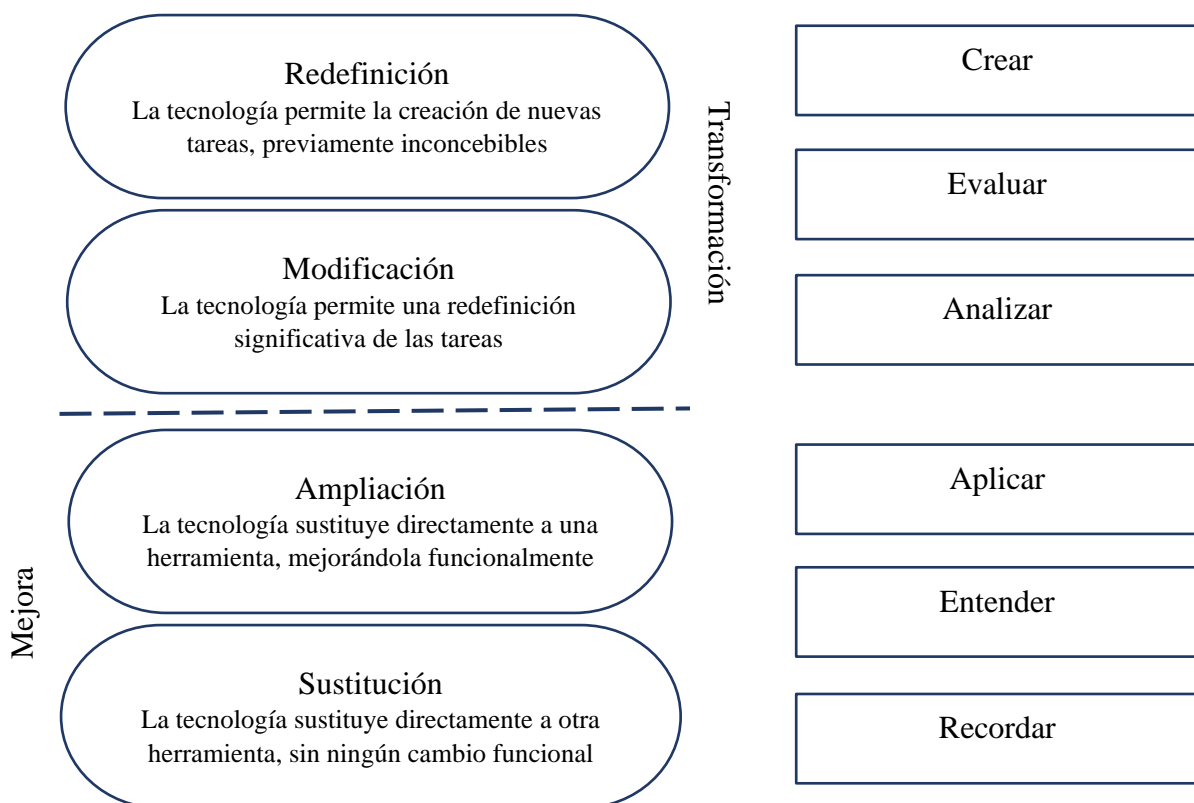 Redefinición
La tecnología permite la creación de nuevas
tareas, previamente inconcebibles
Modificación
La tecnología permite una redefinición
significativa de las tareas
Transformación
Ampliación
La tecnología sustituye directamente a una
herramienta, mejorándola funcionalmente
Sustitución
La tecnología sustituye directamente a otra
herramienta, sin ningún cambio funcional
Mejora
Crear
Evaluar
Analizar
Aplicar
Entender
Recordar